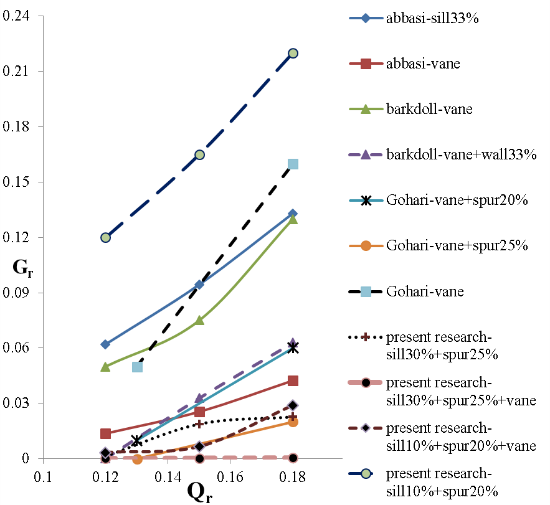 0.24
0.21
0.18
0.15
0.12
Gr
0.09
0.06
0.03
0
0.1
0.12
0.14
0.16
0.18
Qr
abbasi-sill33%
abbasi-vane
barkdoll-vane
barkdoll-vane+wall33%
Gohari-vane+spur20%
Gohari-vane+spur25%
Gohari-vane
present research-
sill30%+spur25%
present research-
sill30%+spur25%+vane
present research-
sill10%+spur20%+vane
present research-
sill10%+spur20%